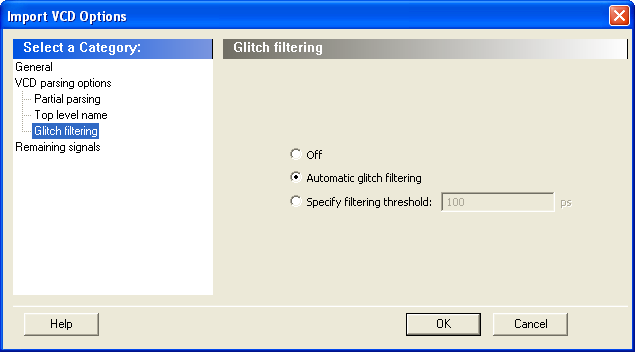 Import VCD Options
Select a Category:
Glitch filtering
General
VCD parsing options
Partial parsing
Top level name
Glitch filtering
Remaining signals
Off
Automatic glitch filtering
Specify filtering threshold: 100 ps
Help OK Cancel